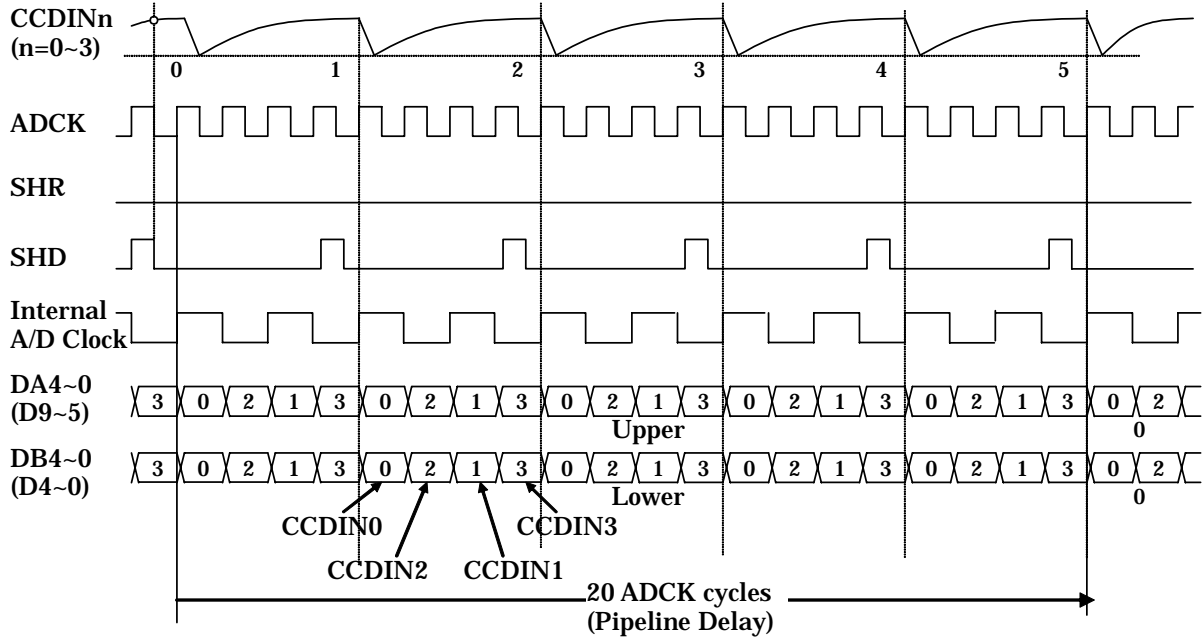 CCDINn
(n=0~3)
0 1 2 3 4 5
ADCK
SHR
SHD
Internal
A/D Clock
DA4~0
(D9~5)
3 0 2 1 3 0 2 1 3 0 2 1 3 0 2 1 3 0 2 1 3 0 2
Upper 0
DB4~0
(D4~0)
3 0 2 1 3 0 2 1 3 0 2 1 3 0 2 1 3 0 2 1 3 0 2
Lower 0
CCDIN0 CCDIN3
CCDIN2 CCDIN1
20 ADCK cycles
(Pipeline Delay)